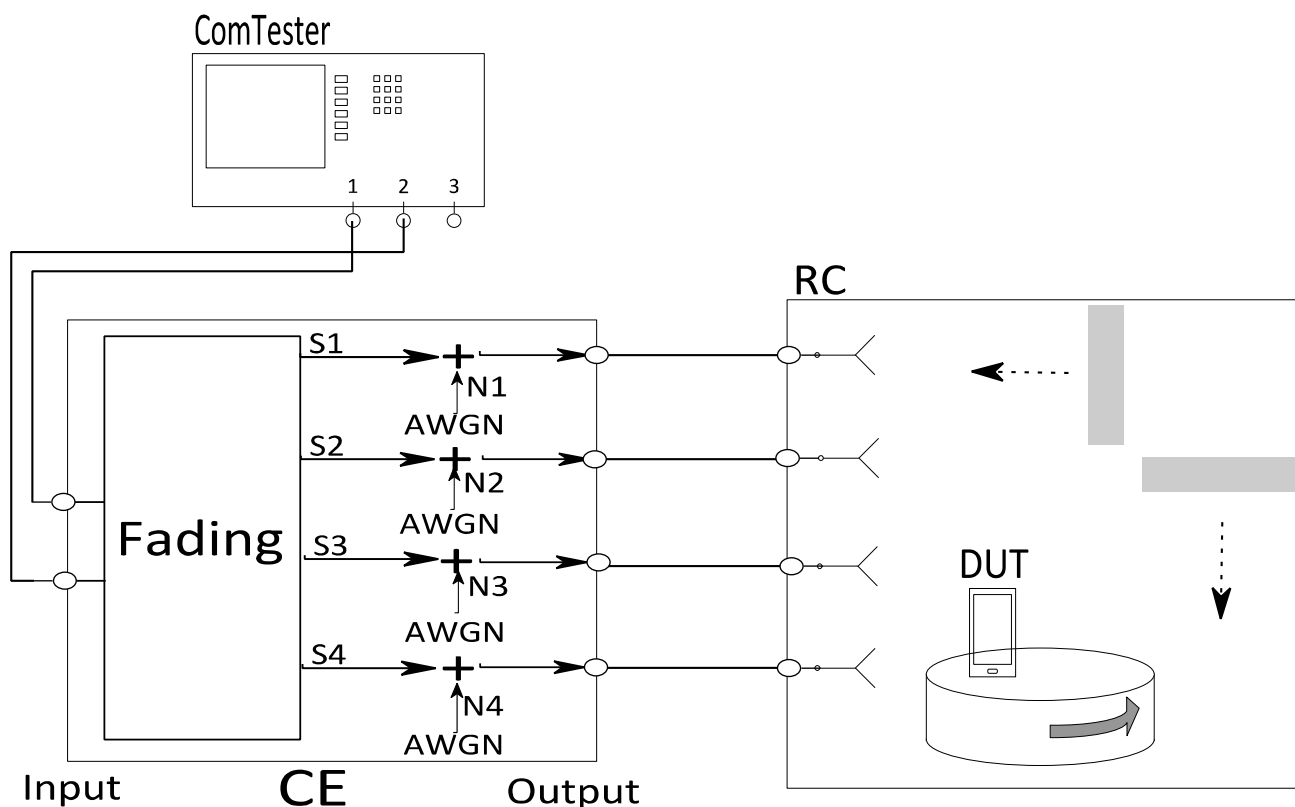 ComTester
1 2 3
RC
S1
N1
AWGN
S2
N2
AWGN
Fading
S3
N3
AWGN
DUT
S4
N4
AWGN
Input CE Output